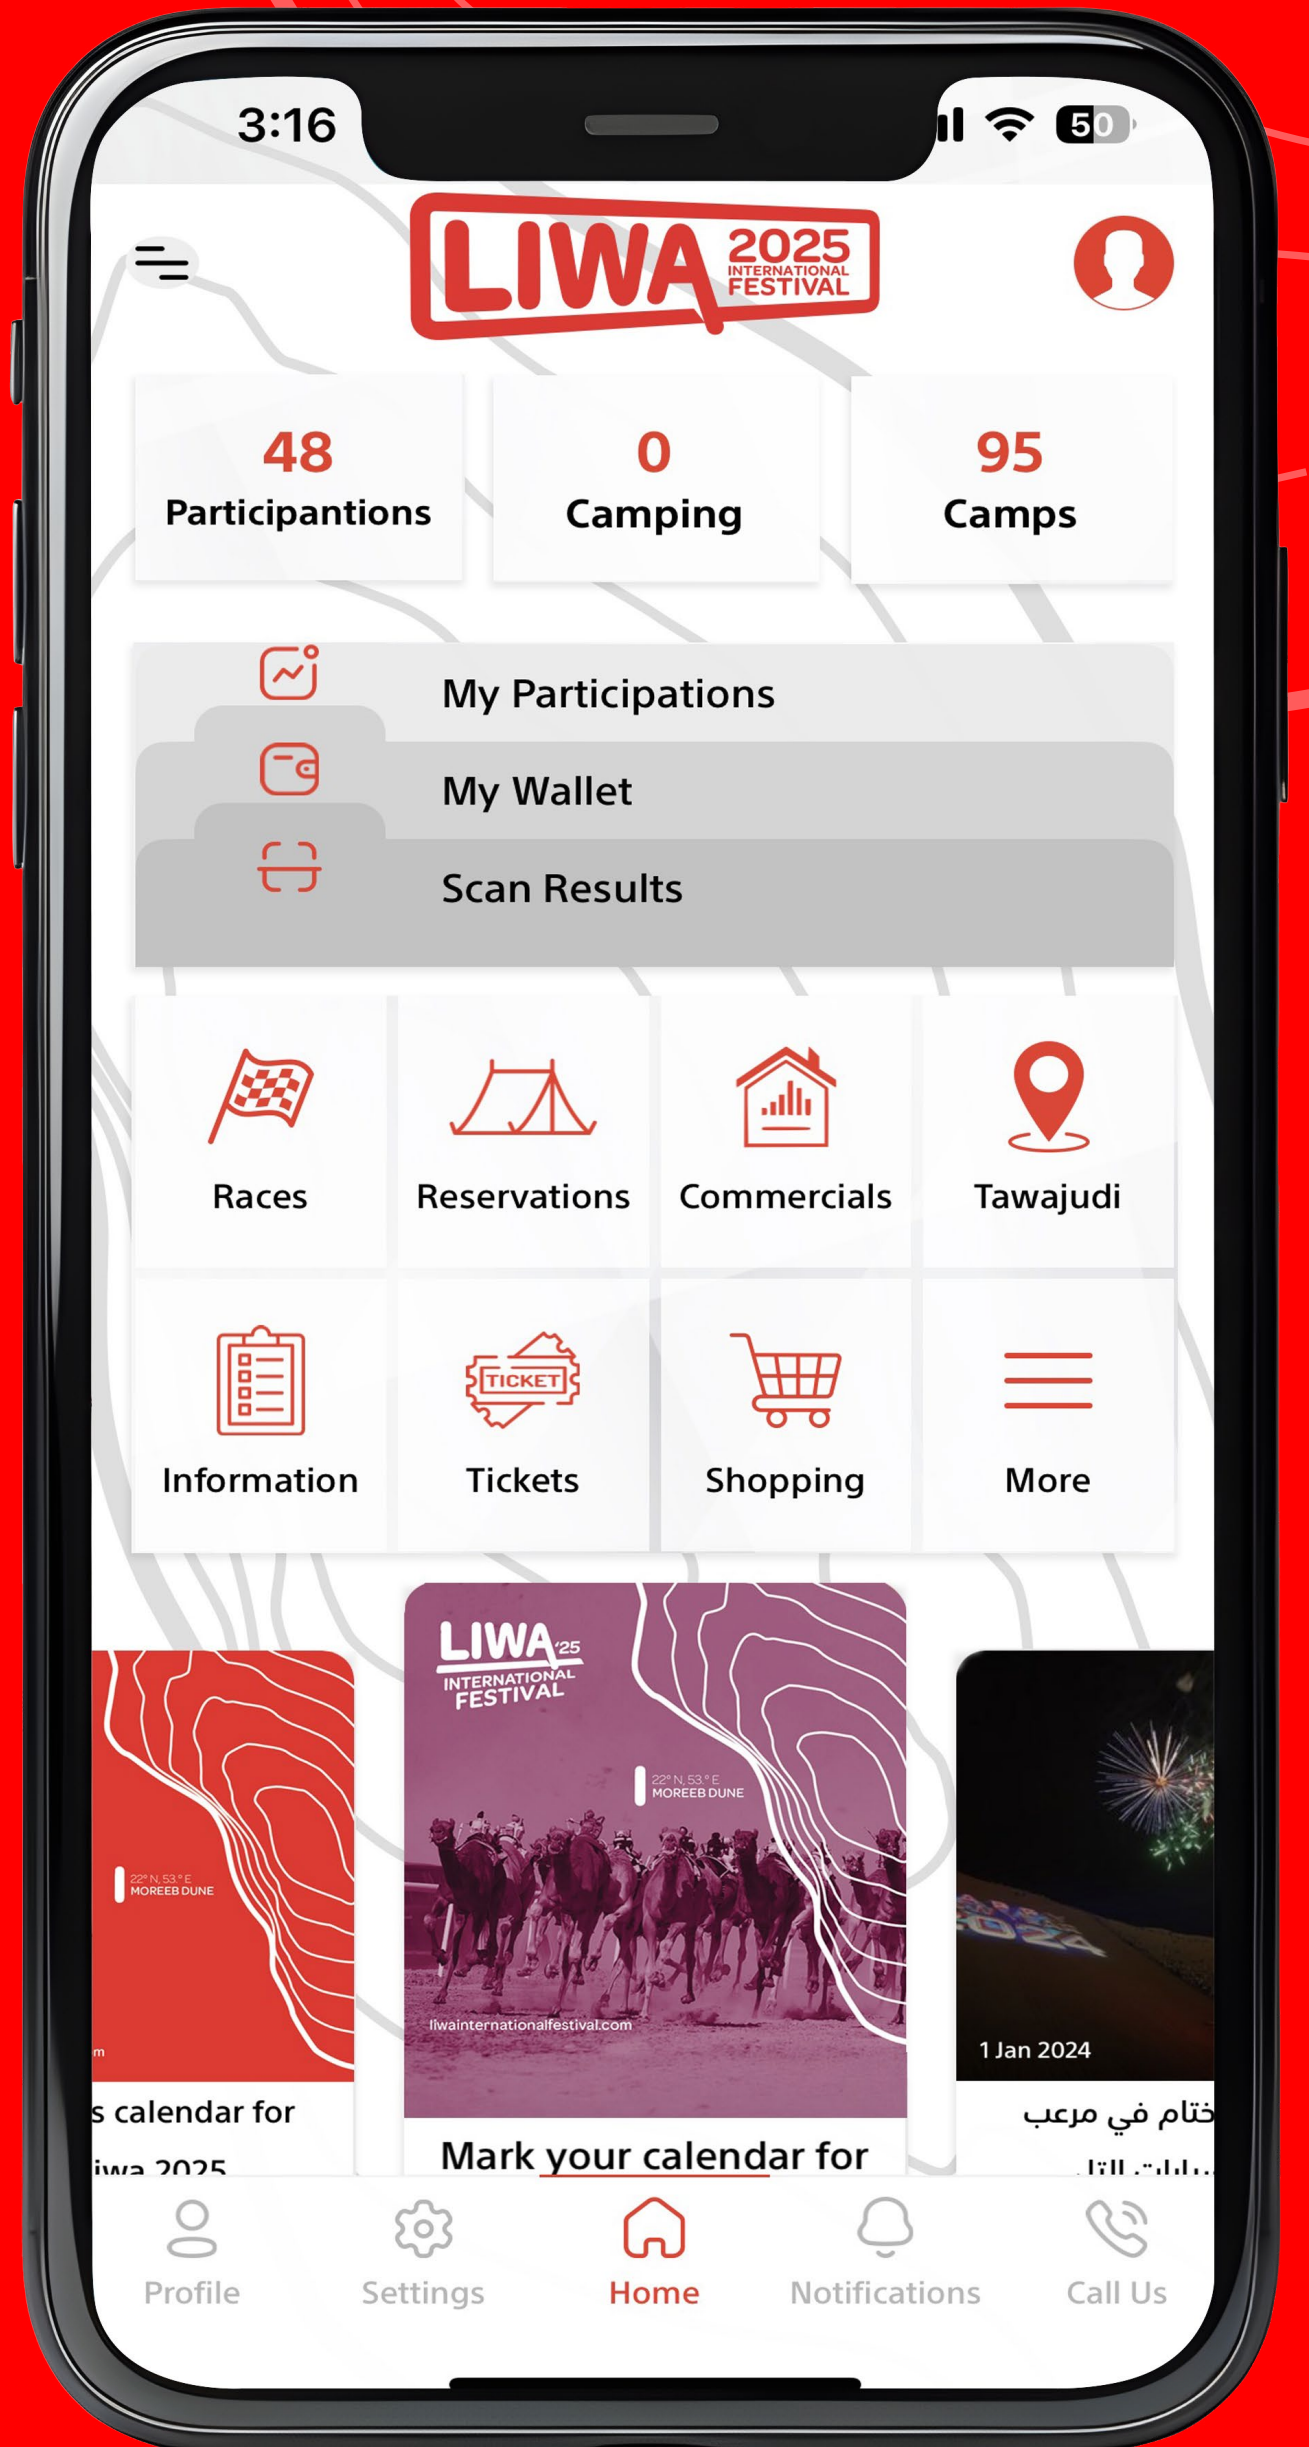 3:16
50
LIWA 2025
INTERNATIONAL
FESTIVAL
48
Participantions
0
Camping
95
Camps
My Participations
My Wallet
Scan Results
Races
Reservations
Commercials
Tawajudi
TICKET
Information
Tickets
Shopping
More
LIWA '25
INTERNATIONAL
FESTIVAL
22° N, 53.° E
MOREEB DUNE
liwainternationalfestival.com
Mark your calendar for
22° N, 53.° E
MOREEB DUNE
m
s calendar for
iwa 2025
2024
1 Jan 2024
ختام في مرعب
Profile
Settings
Home
Notifications
Call Us